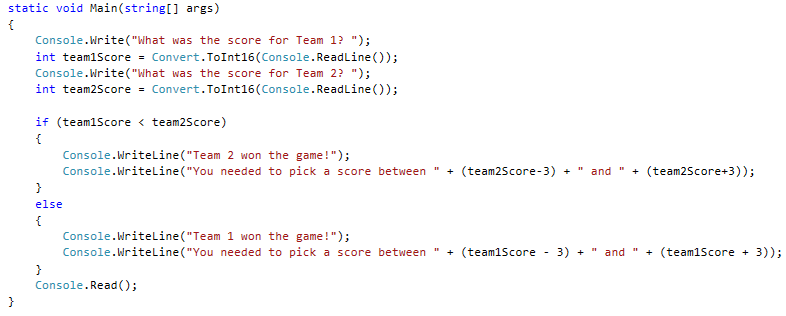 static void Main(string[] args)
{
    Console.Write("What was the score for Team 1? ");
    int team1Score = Convert.ToInt16(Console.ReadLine());
    Console.Write("What was the score for Team 2? ");
    int team2Score = Convert.ToInt16(Console.ReadLine());

    if (team1Score < team2Score)
    {
        Console.WriteLine("Team 2 won the game!");
        Console.WriteLine("You needed to pick a score between " + (team2Score-3) + " and " + (team2Score+3));
    }
    else
    {
        Console.WriteLine("Team 1 won the game!");
        Console.WriteLine("You needed to pick a score between " + (team1Score - 3) + " and " + (team1Score + 3));
    }
    Console.Read();
}